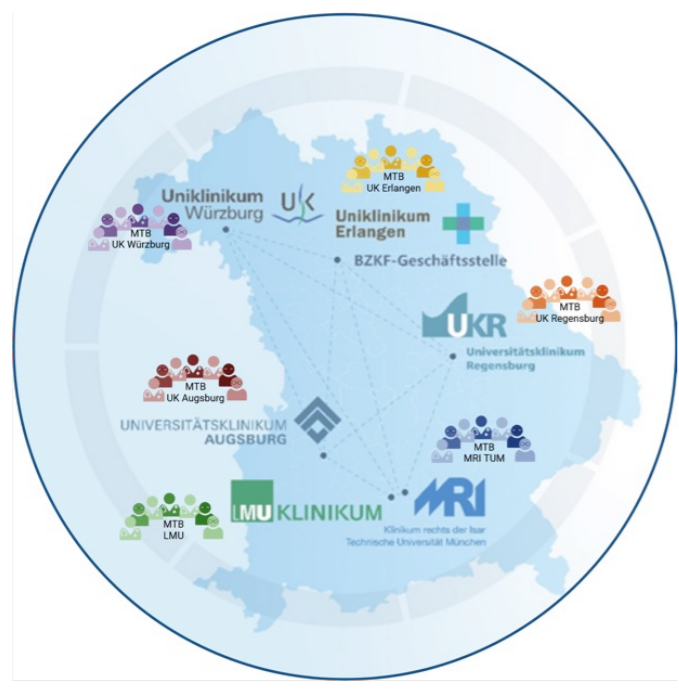 MTB
UK Erlangen
Uniklinikum
Würzburg
UK
Uniklinikum
Erlangen
MTB
UK Würzburg
BZKF-Geschäftsstelle
MTB
UK Regensburg
UKR
Universitätsklinikum
Regensburg
MTB
UK Augsburg
UNIVERSITÄTSKLINIKUM
AUGSBURG
MTB
MRI TUM
LMU KLINIKUM
MRI
Klinikum rechts der Isar
Technische Universität München
MTB
LMU